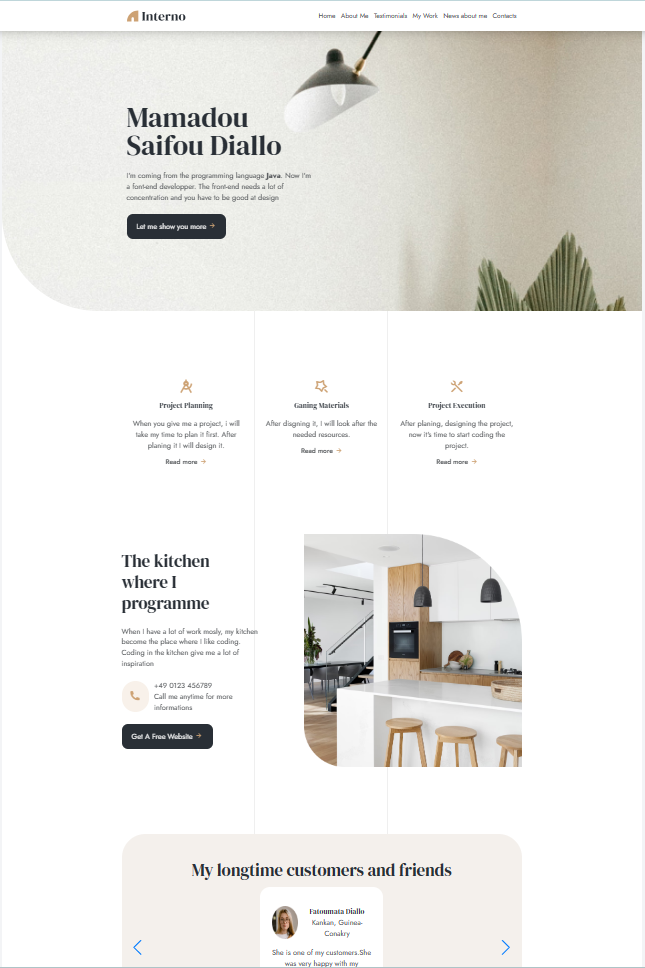 Interno
Home About Me Testimonials My Work News about me Contacts
Mamadou
Saifou Diallo
I'm coming from the programming language Java. Now I'm
a font-end developper. The front-end needs a lot of
concentration and you have to be good at design
Let me show you more →
Project Planning
When you give me a project, i will
take my time to plan it first. After
planing it I will design it.
Read more →
Ganing Materials
After disgning it, I will look after the
needed resources.
Read more →
Project Execution
After planing, designing the project,
now it's time to start coding the
project.
Read more →
The kitchen
where I
programme
When I have a lot of work mosly, my kitchen
become the place where I like coding.
Coding in the kitchen give me a lot of
inspiration
+49 0123 456789
Call me anytime for more
informations
Get A Free Website →
My longtime customers and friends
Fatoumata Diallo
Kankan, Guinea-
Conakry
She is one of my customers.She
was very happy with my